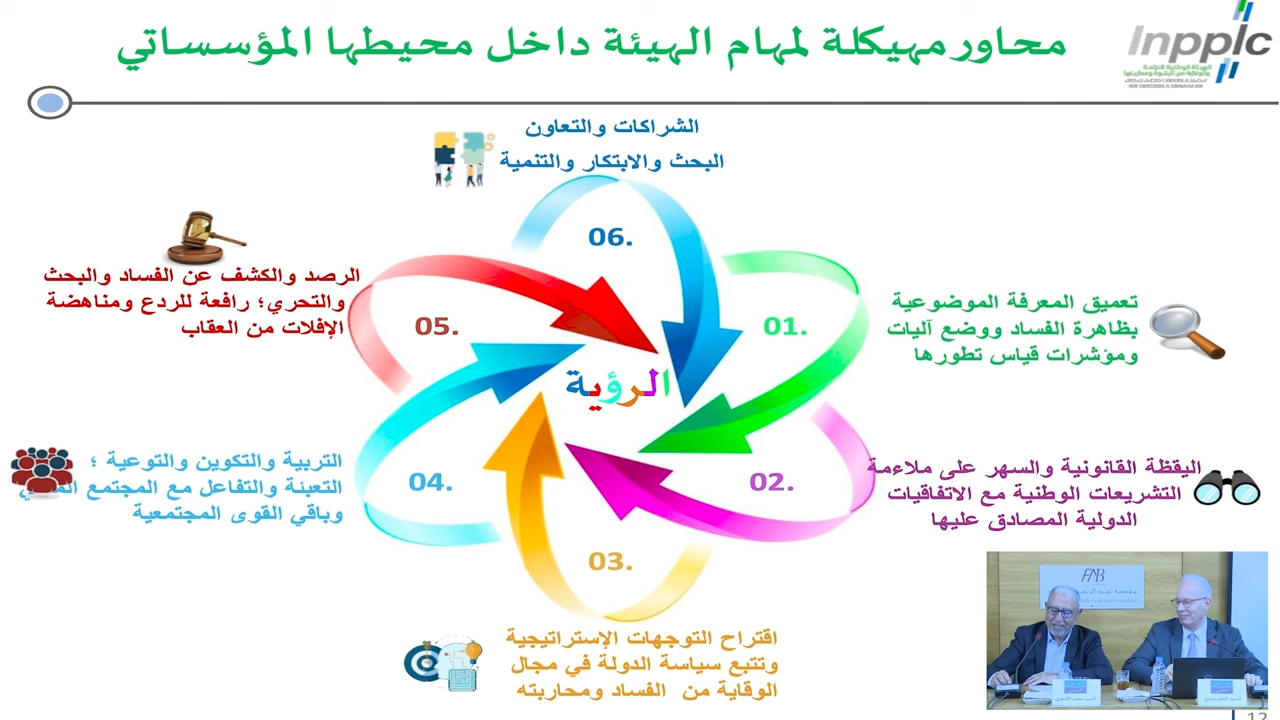 محاور مهيكلة لمهام الهيئة داخل محيطها المؤسساتي
Inpplc
الشراكات والتعاون
البحث والابتكار والتنمية
06.
01.
تعميق المعرفة الموضوعية
بظاهرة الفساد ووضع آليات
ومؤشرات قياس تطورها
02.
اليقظة القانونية والسهر على ملاءمة
التشريعات الوطنية مع الاتفاقيات
الدولية المصادق عليها
03.
اقتراح التوجهات الإستراتيجية
وتتبع سياسة الدولة في مجال
الوقاية من الفساد ومحاربته
04.
التربية والتكوين والتوعية ؛
التعبئة والتفاعل مع المجتمع
وباقي القوى المجتمعية
05.
الرصد والكشف عن الفساد والبحث
والتحري؛ رافعة للردع ومناهضة
الإفلات من العقاب
الرؤية
12